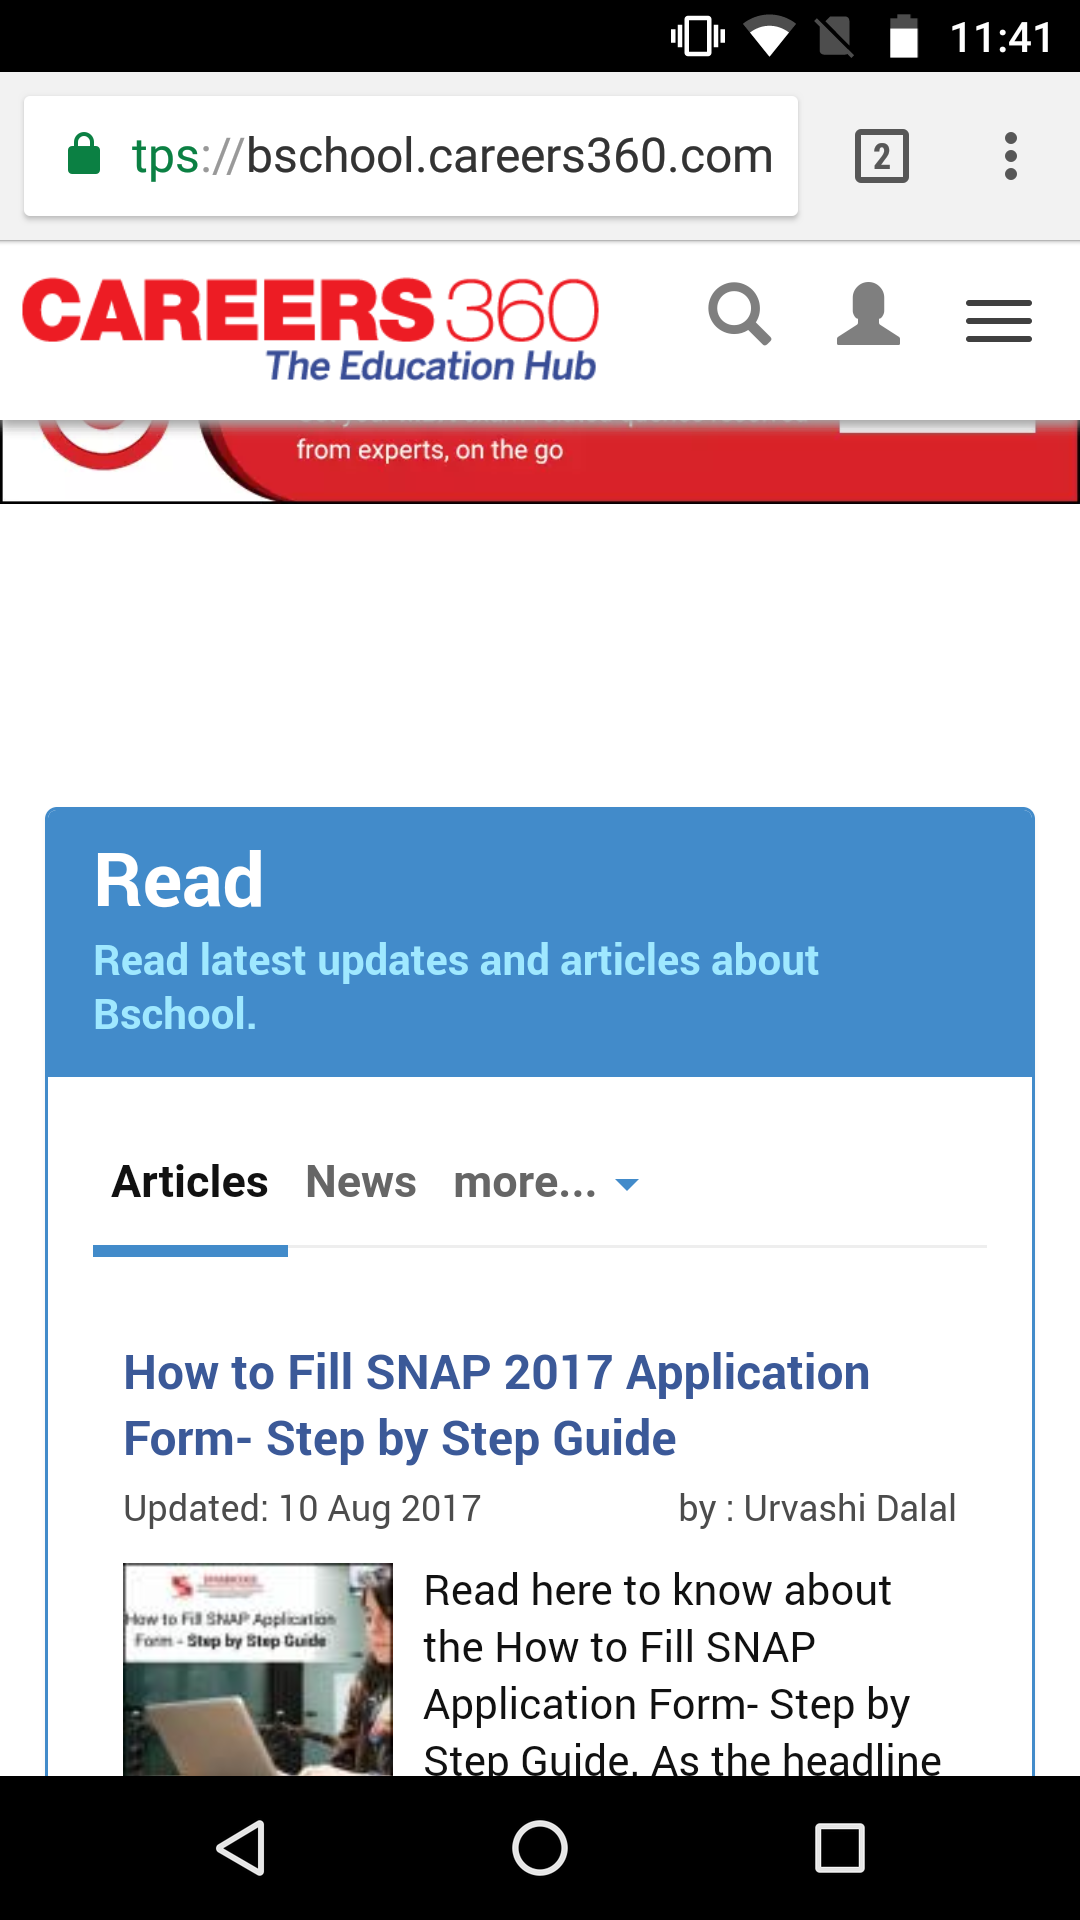 11:41
tps://bschool.careers360.com
2
CAREERS360
The Education Hub
from experts, on the go
Read
Read latest updates and articles about
Bschool.
Articles News more...
How to Fill SNAP 2017 Application
Form- Step by Step Guide
Updated: 10 Aug 2017 by : Urvashi Dalal
How to Fill SNAP Application
Form - Step by Step Guide
Read here to know about
the How to Fill SNAP
Application Form- Step by
Step Guide. As the headline